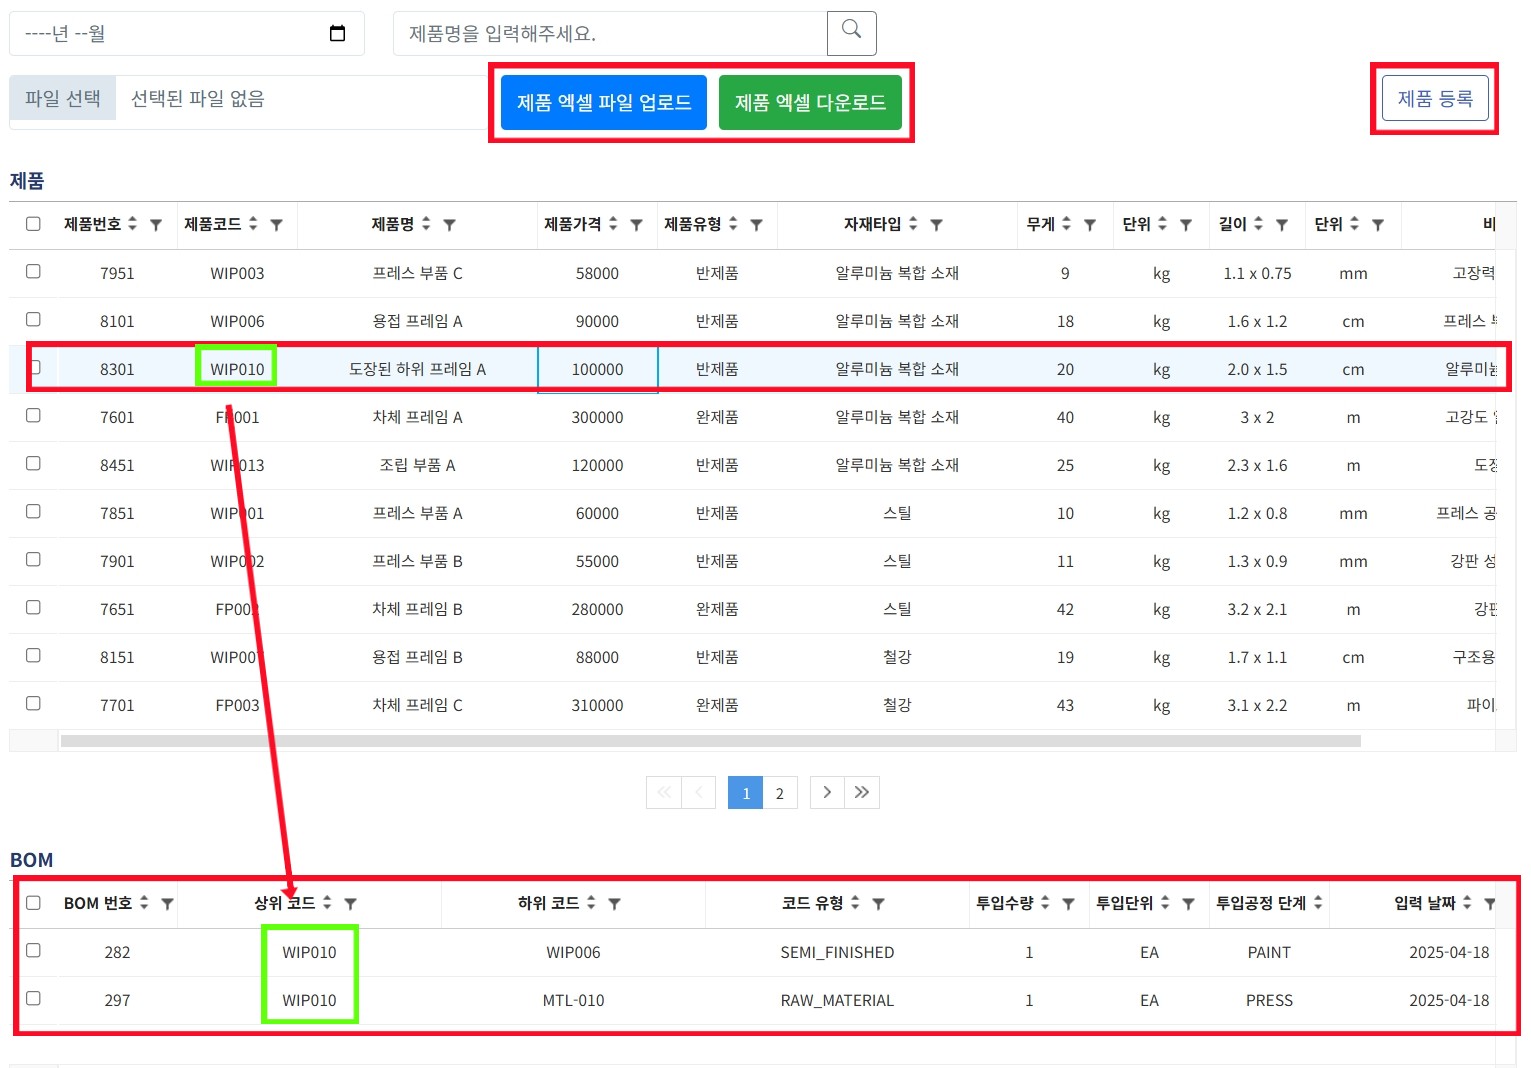 ----년 --월 제품명을 입력해주세요.
파일 선택 선택된 파일 없음 제품 엑셀 파일 업로드 제품 엑셀 다운로드 제품 등록
제품
제품번호 제품코드 제품명 제품가격 제품유형 자재타입 무게 단위 길이 단위 비
7951 WIP003 프레스 부품 C 58000 반제품 알루미늄 복합 소재 9 kg 1.1 x 0.75 mm 고장력
8101 WIP006 용접 프레임 A 90000 반제품 알루미늄 복합 소재 18 kg 1.6 x 1.2 cm 프레스
8301 WIP010 도장된 하위 프레임 A 100000 반제품 알루미늄 복합 소재 20 kg 2.0 x 1.5 cm 알루미늄
7601 FP001 차체 프레임 A 300000 완제품 알루미늄 복합 소재 40 kg 3 x 2 m 고강도
8451 WIP013 조립 부품 A 120000 반제품 알루미늄 복합 소재 25 kg 2.3 x 1.6 m 도장
7851 WIP001 프레스 부품 A 60000 반제품 스틸 10 kg 1.2 x 0.8 mm 프레스 공
7901 WIP002 프레스 부품 B 55000 반제품 스틸 11 kg 1.3 x 0.9 mm 강판 성
7651 FP002 차체 프레임 B 280000 완제품 스틸 42 kg 3.2 x 2.1 m 강판
8151 WIP007 용접 프레임 B 88000 반제품 철강 19 kg 1.7 x 1.1 cm 구조용
7701 FP003 차체 프레임 C 310000 완제품 철강 43 kg 3.1 x 2.2 m 파이
1 2
BOM
BOM 번호 상위 코드 하위 코드 코드 유형 투입수량 투입단위 투입공정 단계 입력 날짜
282 WIP010 WIP006 SEMI_FINISHED 1 EA PAINT 2025-04-18
297 WIP010 MTL-010 RAW_MATERIAL 1 EA PRESS 2025-04-18